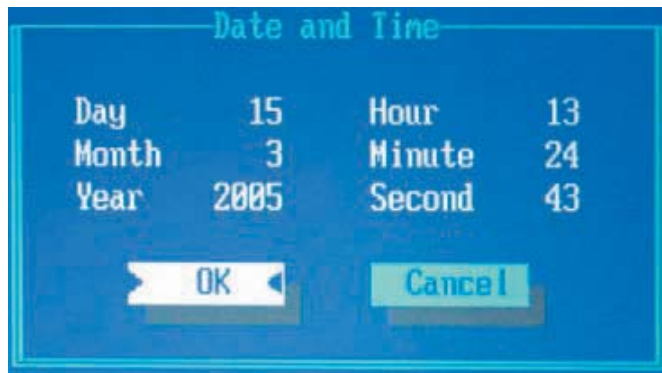 Date and Time
Day 15 Hour 13
Month 3 Minute 24
Year 2005 Second 43
OK Cancel